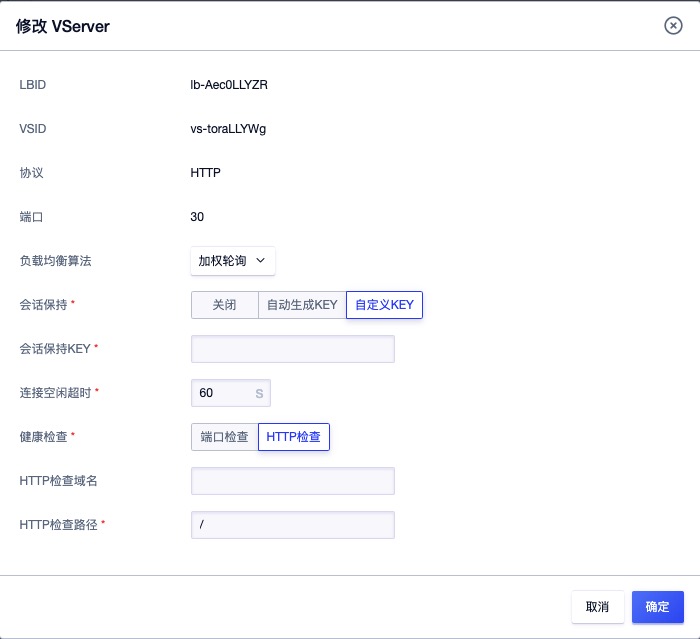 修改 VServer
LBID lb-Aec0LLYZR
VSID vs-toraLLYWg
协议 HTTP
端口 30
负载均衡算法 加权轮询
会话保持 * 关闭 自动生成KEY 自定义KEY
会话保持KEY *
连接空闲超时 * 60 S
健康检查 * 端口检查 HTTP检查
HTTP检查域名
HTTP检查路径 * /
取消 确定